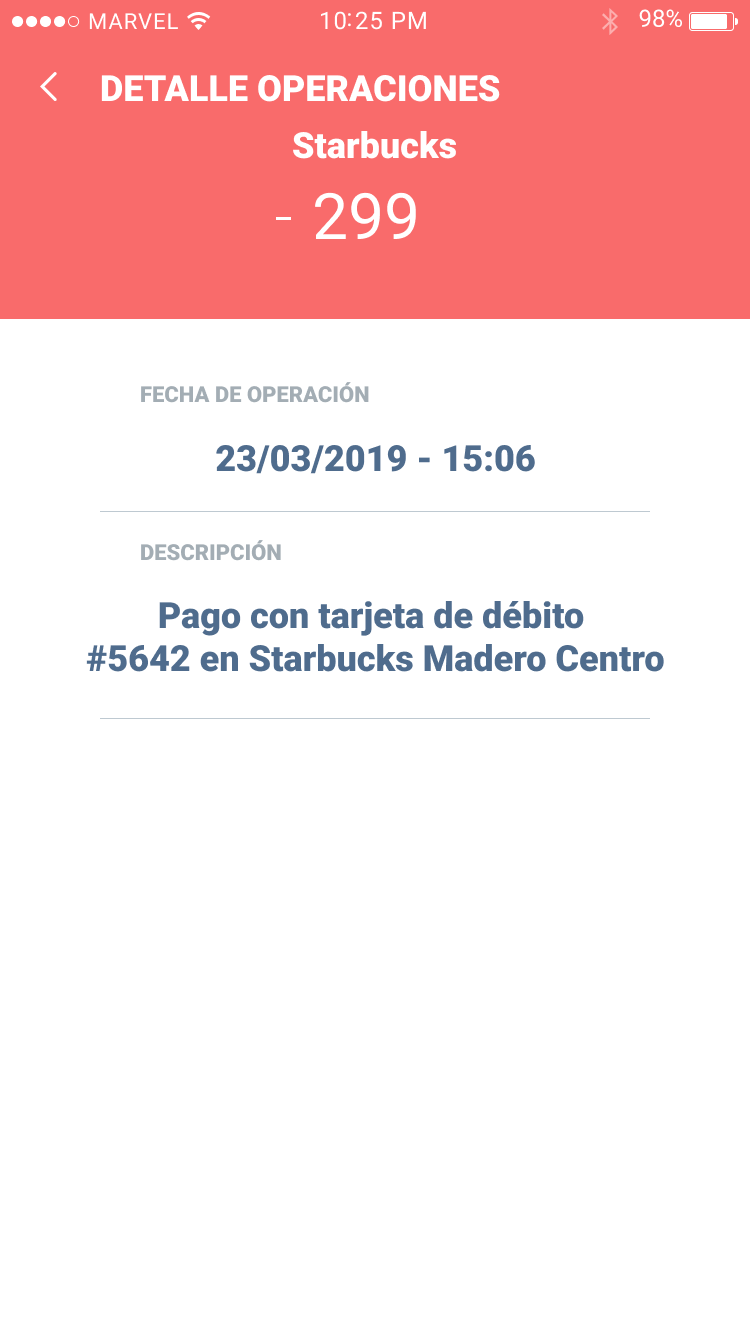 MARVEL 10:25 PM 98%
DETALLE OPERACIONES
Starbucks
- 299
FECHA DE OPERACIÓN
23/03/2019 - 15:06
DESCRIPCIÓN
Pago con tarjeta de débito
#5642 en Starbucks Madero Centro